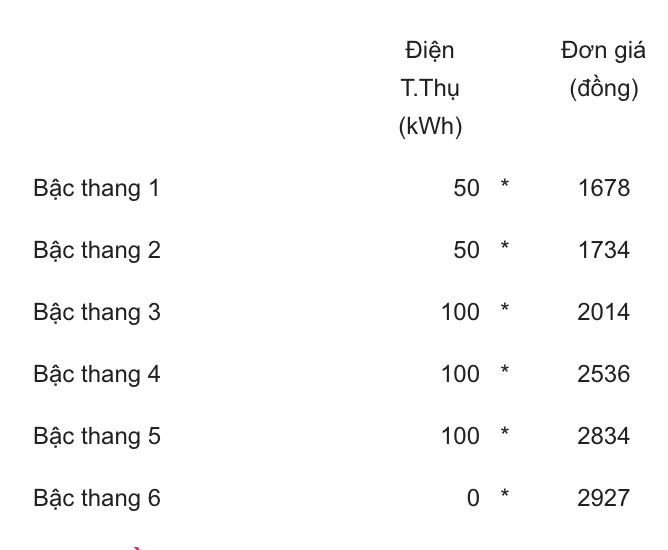 Điện Đơn giá
T.Thụ (đồng)
(kWh)
Bậc thang 1 50 * 1678
Bậc thang 2 50 * 1734
Bậc thang 3 100 * 2014
Bậc thang 4 100 * 2536
Bậc thang 5 100 * 2834
Bậc thang 6 0 * 2927